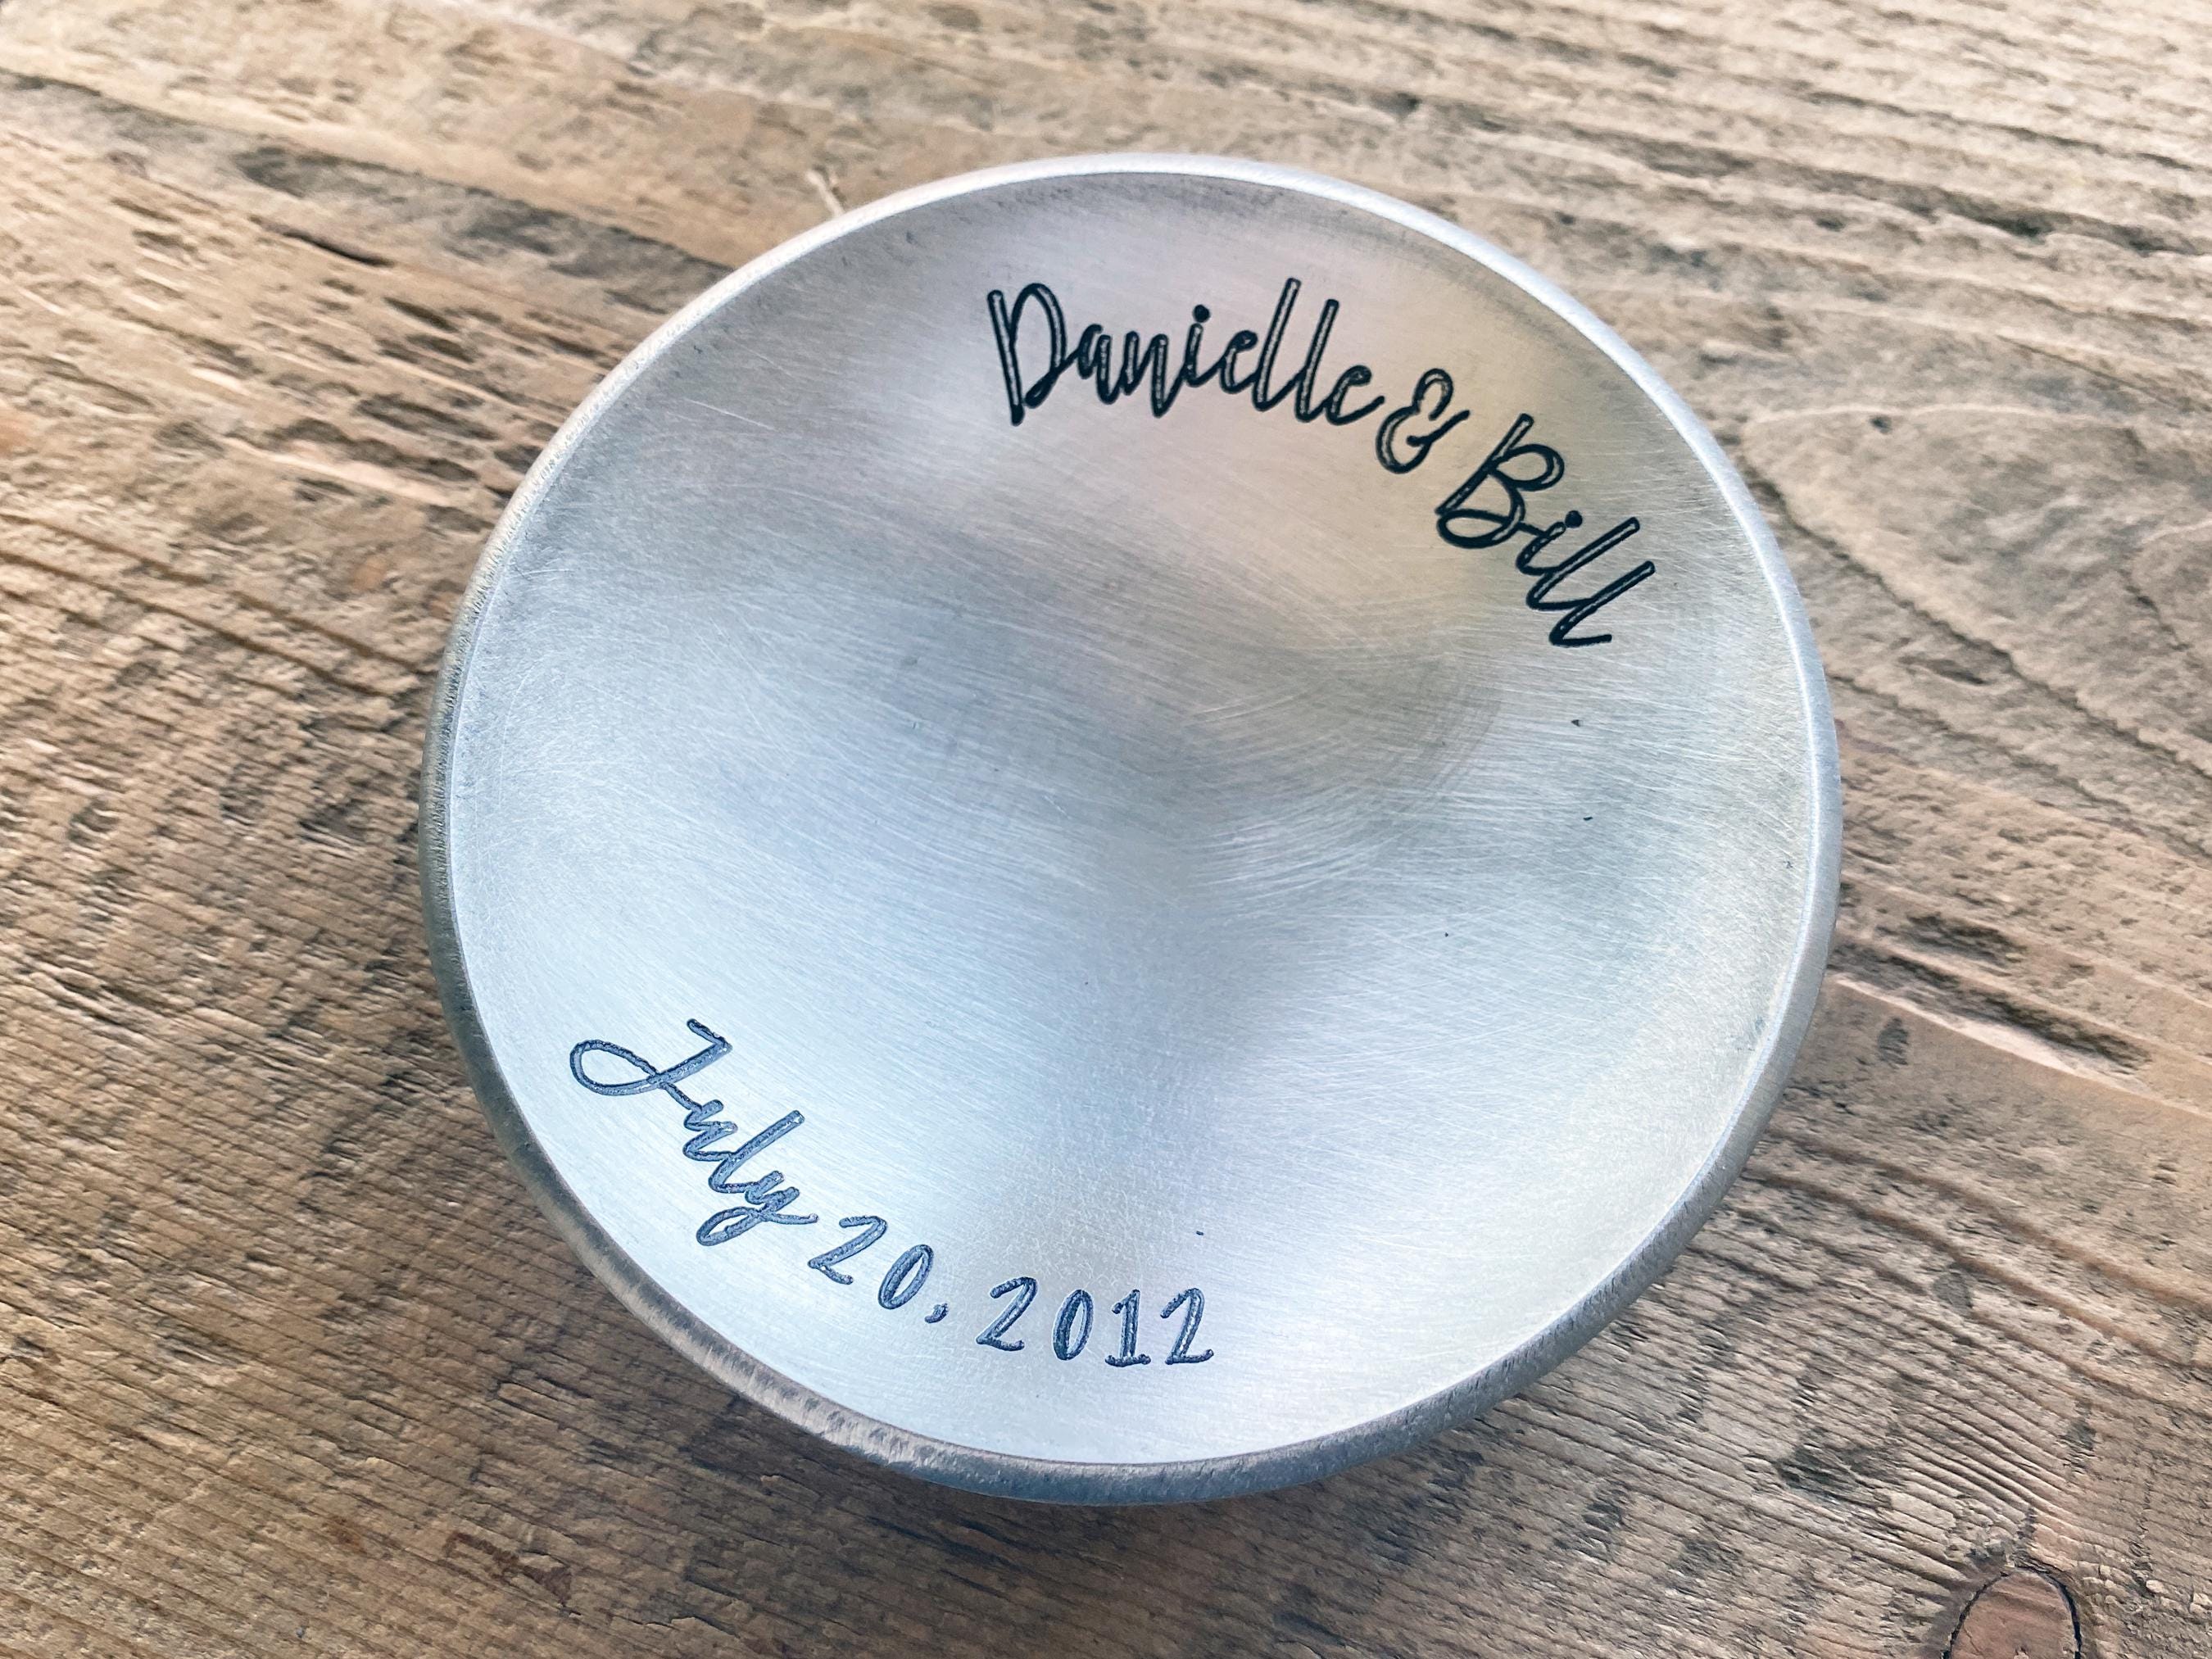 Danielle & Bill
July 20, 2012